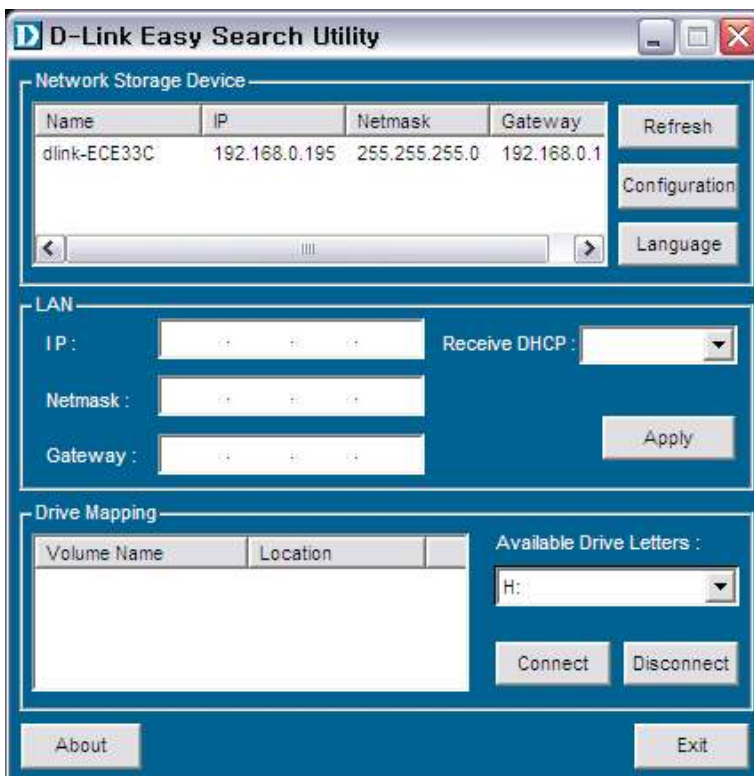 D-Link Easy Search Utility
Network Storage Device
Name IP Netmask Gateway
dlink-ECE33C 192.168.0.195 255.255.255.0 192.168.0.1
Refresh
Configuration
Language
LAN
IP :
Receive DHCP :
Netmask :
Gateway :
Apply
Drive Mapping
Volume Name Location
Available Drive Letters :
H:
Connect Disconnect
About Exit